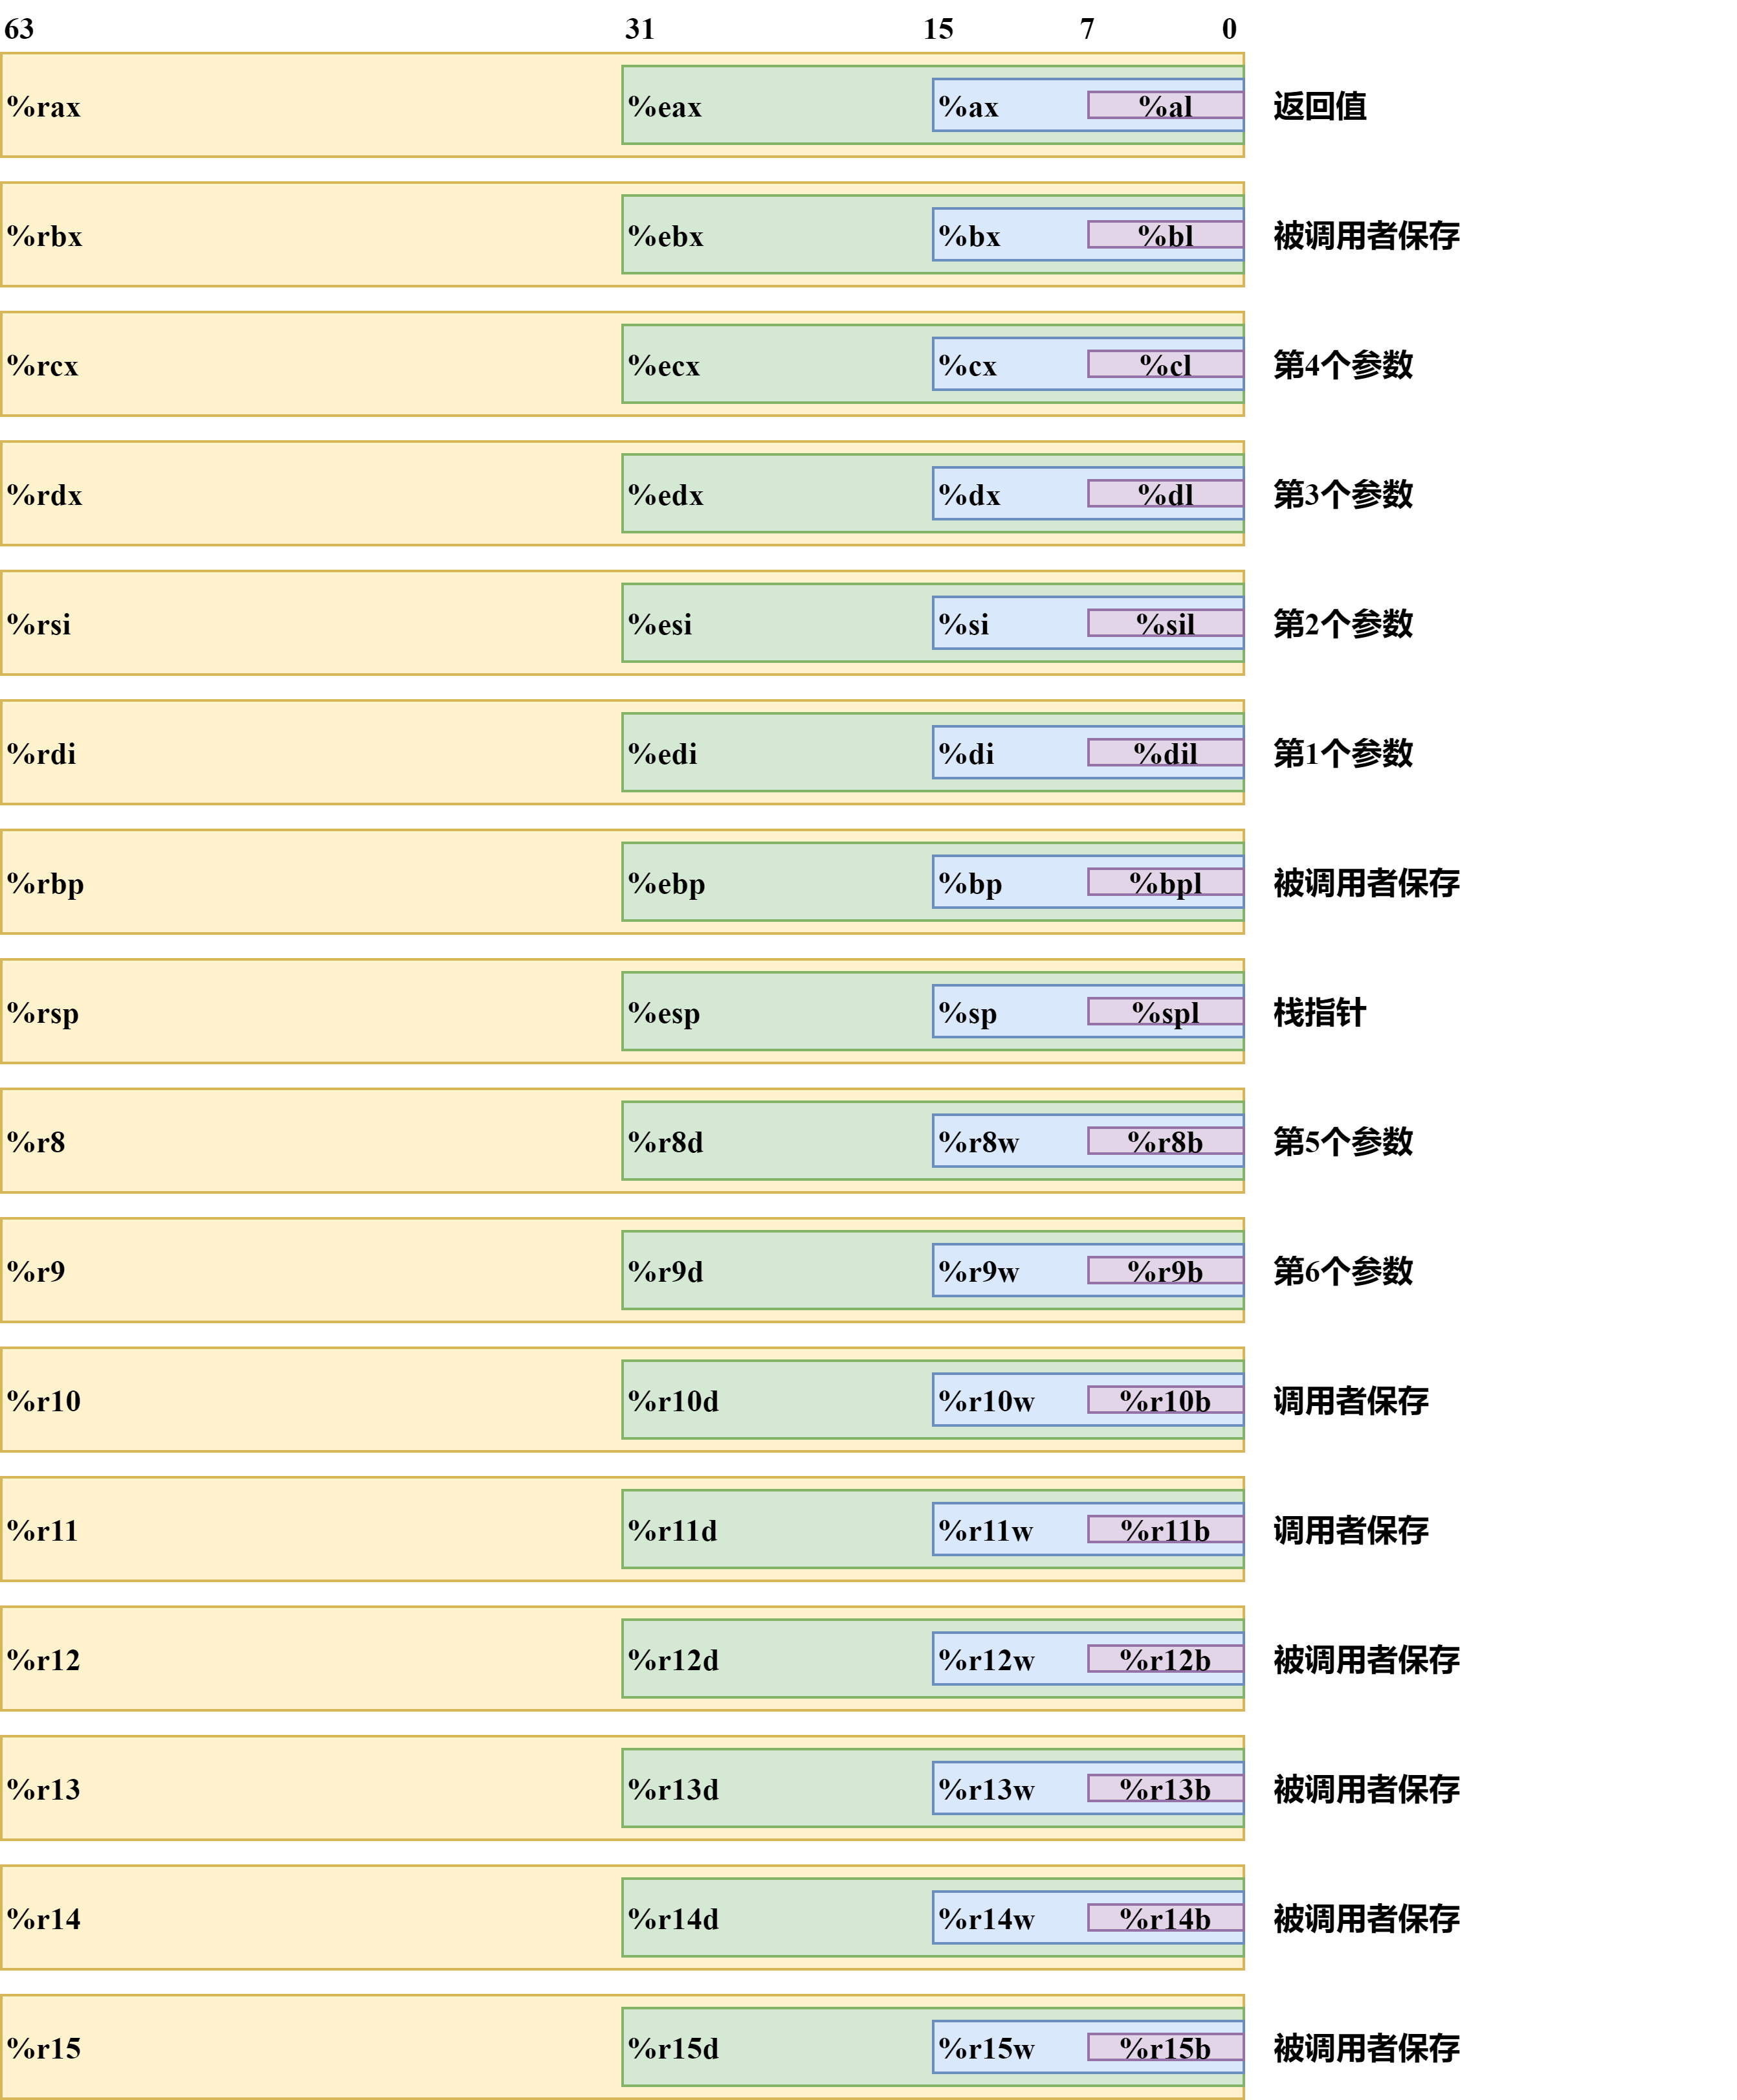 63 31 15 7 0
%rax %eax %ax %al 返回值
%rbx %ebx %bx %bl 被调用者保存
%rcx %ecx %cx %cl 第4个参数
%rdx %edx %dx %dl 第3个参数
%rsi %esi %si %sil 第2个参数
%rdi %edi %di %dil 第1个参数
%rbp %ebp %bp %bpl 被调用者保存
%rsp %esp %sp %spl 栈指针
%r8 %r8d %r8w %r8b 第5个参数
%r9 %r9d %r9w %r9b 第6个参数
%r10 %r10d %r10w %r10b 调用者保存
%r11 %r11d %r11w %r11b 调用者保存
%r12 %r12d %r12w %r12b 被调用者保存
%r13 %r13d %r13w %r13b 被调用者保存
%r14 %r14d %r14w %r14b 被调用者保存
%r15 %r15d %r15w %r15b 被调用者保存